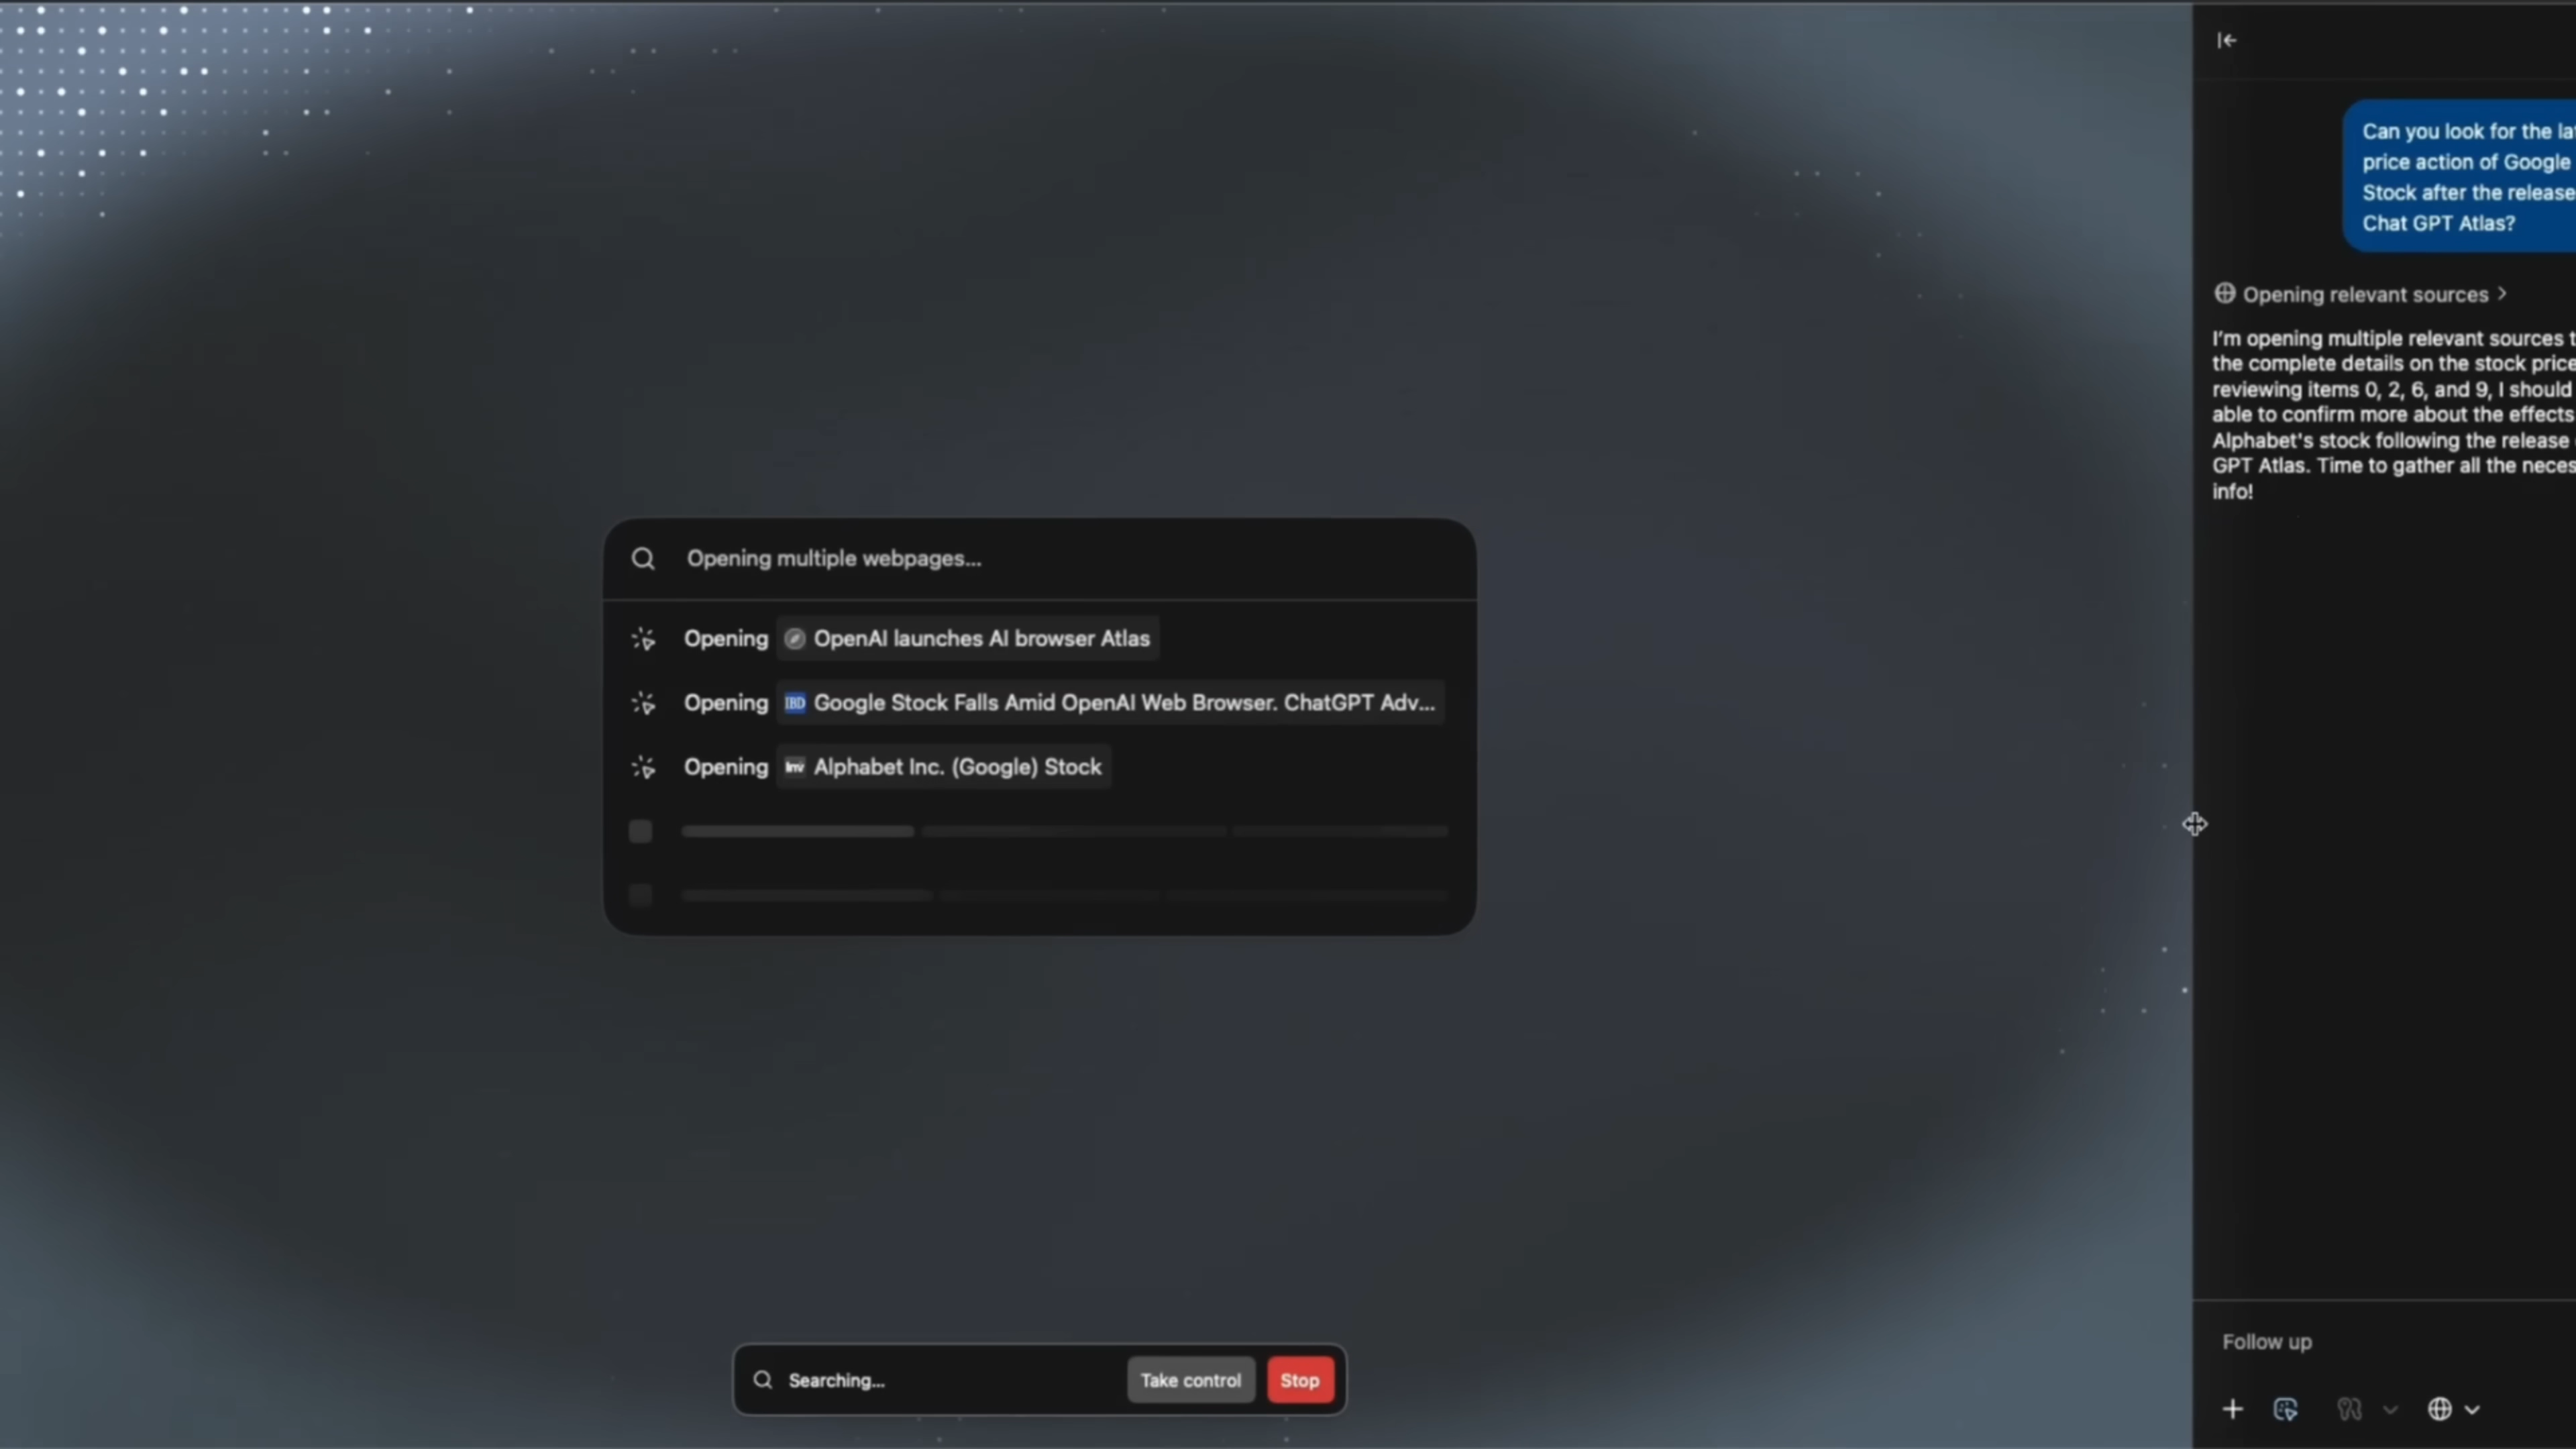 Can you look for the
price action of Google
Stock after the release
Chat GPT Atlas?
Opening relevant sources
I'm opening multiple relevant sources
the complete details on the stock price
reviewing items 0, 2, 6, and 9, I should
able to confirm more about the effects
Alphabet's stock following the release
GPT Atlas. Time to gather all the
info!
Opening multiple webpages...
Opening OpenAI launches AI browser Atlas
Opening IBD Google Stock Falls Amid OpenAI Web Browser. ChatGPT Adv...
Opening Inv Alphabet Inc. (Google) Stock
Searching...
Take control
Stop
Follow up